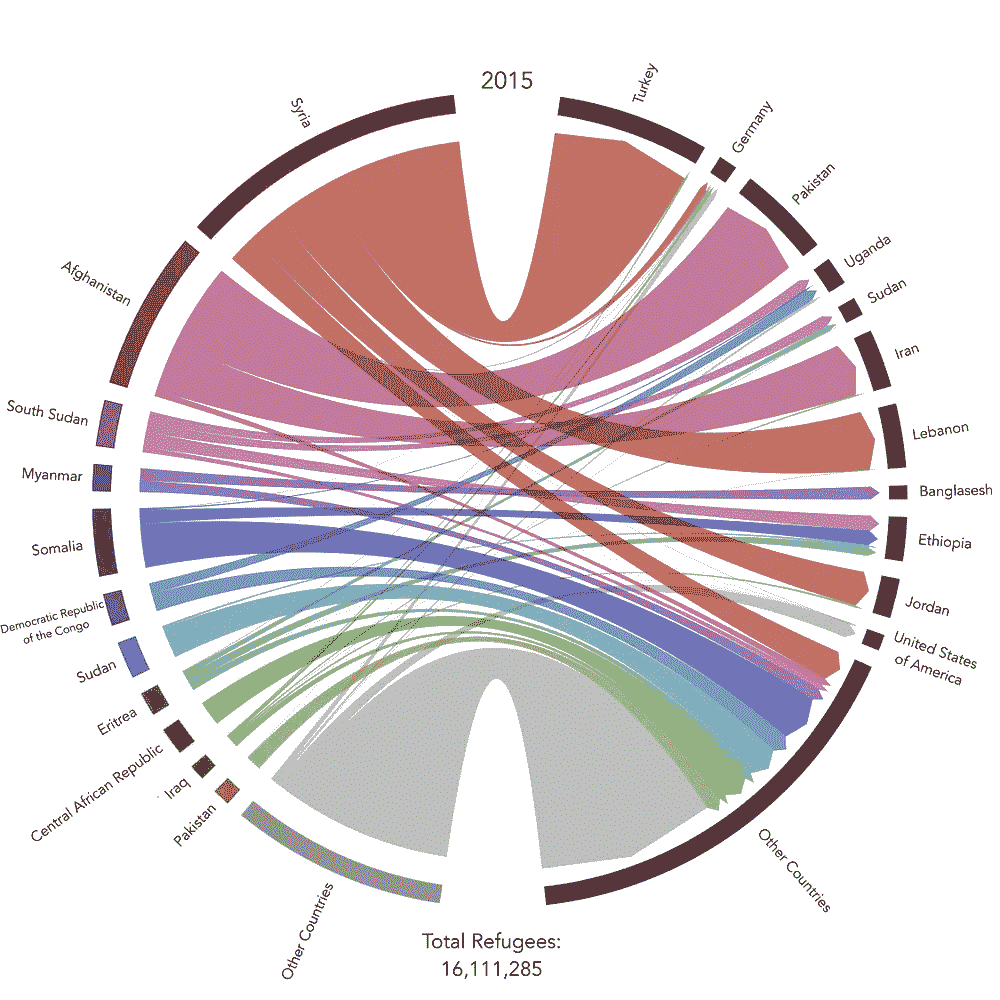 2015
Syria
Afghanistan
South Sudan
Myanmar
Somalia
Democratic Republic
of the Congo
Sudan
Eritrea
Central African Republic
Iraq
Pakistan
Other Countries
Turkey
Germany
Pakistan
Uganda
Sudan
Iran
Lebanon
Banglasesh
Ethiopia
Jordan
United States
of America
Other Countries
Total Refugees:
16,111,285